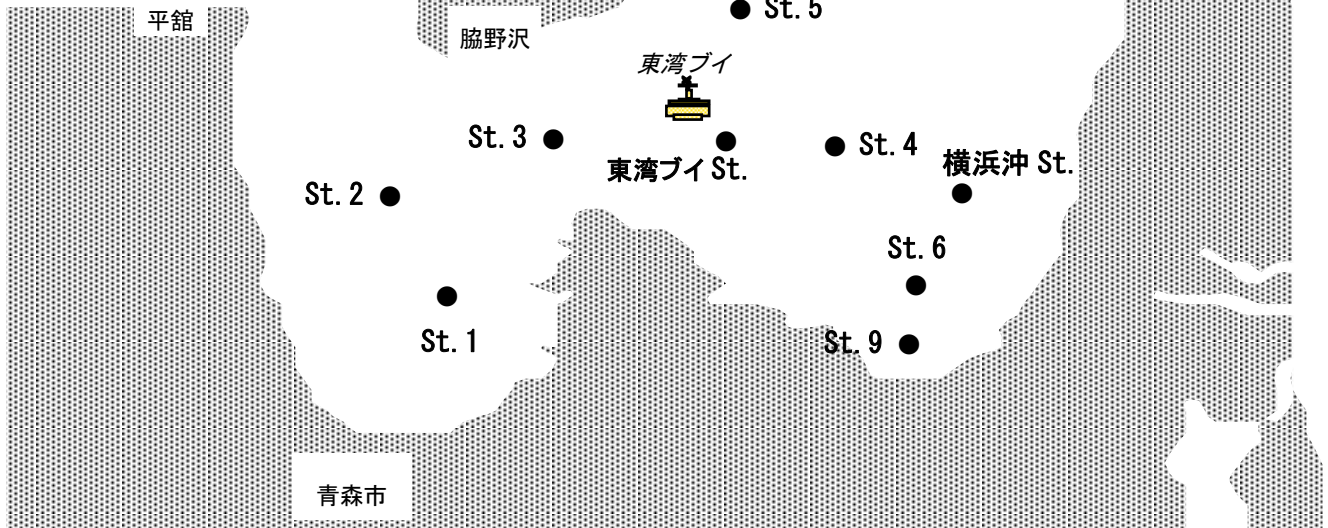 平舘
St. 5
脇野沢
東湾ブイ
St. 3
St. 4
東湾ブイ St.
横浜沖 St.
St. 2
St. 6
St. 1
St. 9
青森市